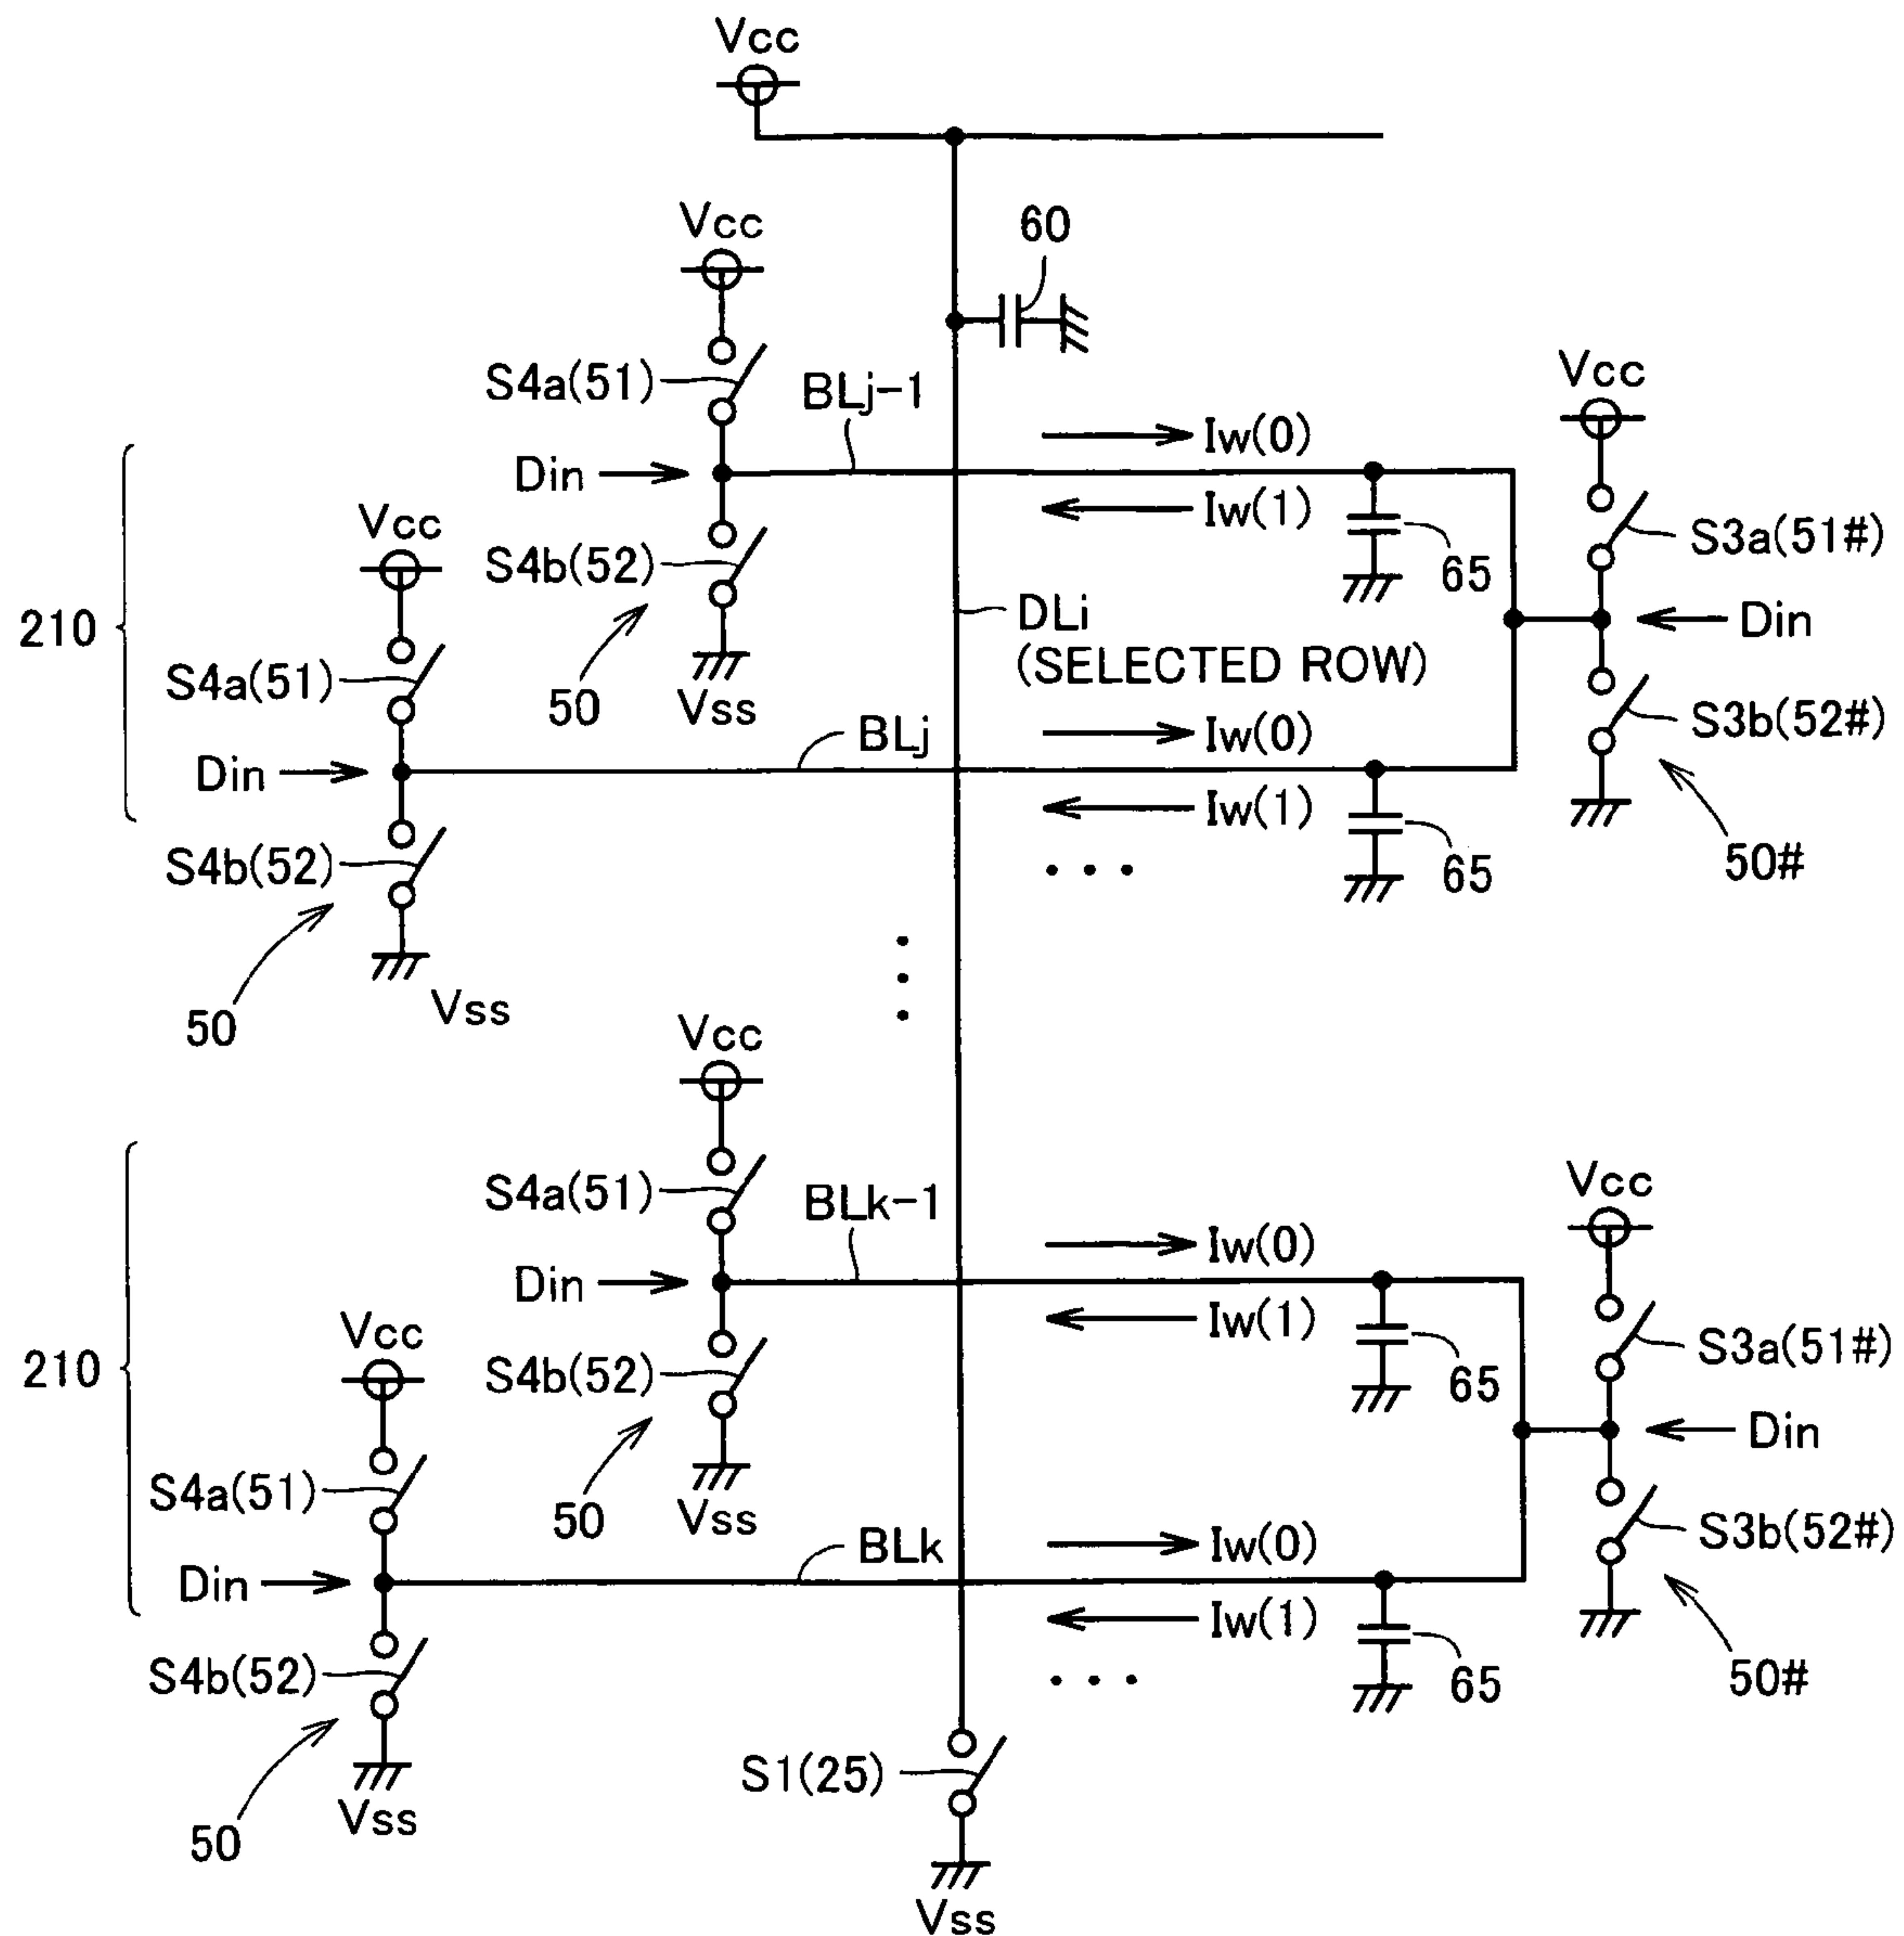 Vcc
Vcc
60
Vcc
S4a(51)
BLj-1
Iw(0)
Din
Vcc
Iw(1)
S3a(51#)
S4b(52)
65
210
DLi
Din
(SELECTED ROW)
S4a(51)
50
Vss
S3b(52#)
BLj
Iw(0)
Din
Iw(1)
S4b(52)
65
50#
...
50
Vss
Vcc
S4a(51)
BLk-1
Iw(0)
Vcc
Din
Iw(1)
Vcc
S3a(51#)
210
S4b(52)
65
Din
S4a(51)
50
Vss
S3b(52#)
BLk
Iw(0)
Din
Iw(1)
S4b(52)
65
50#
...
S1(25)
50
Vss
Vss